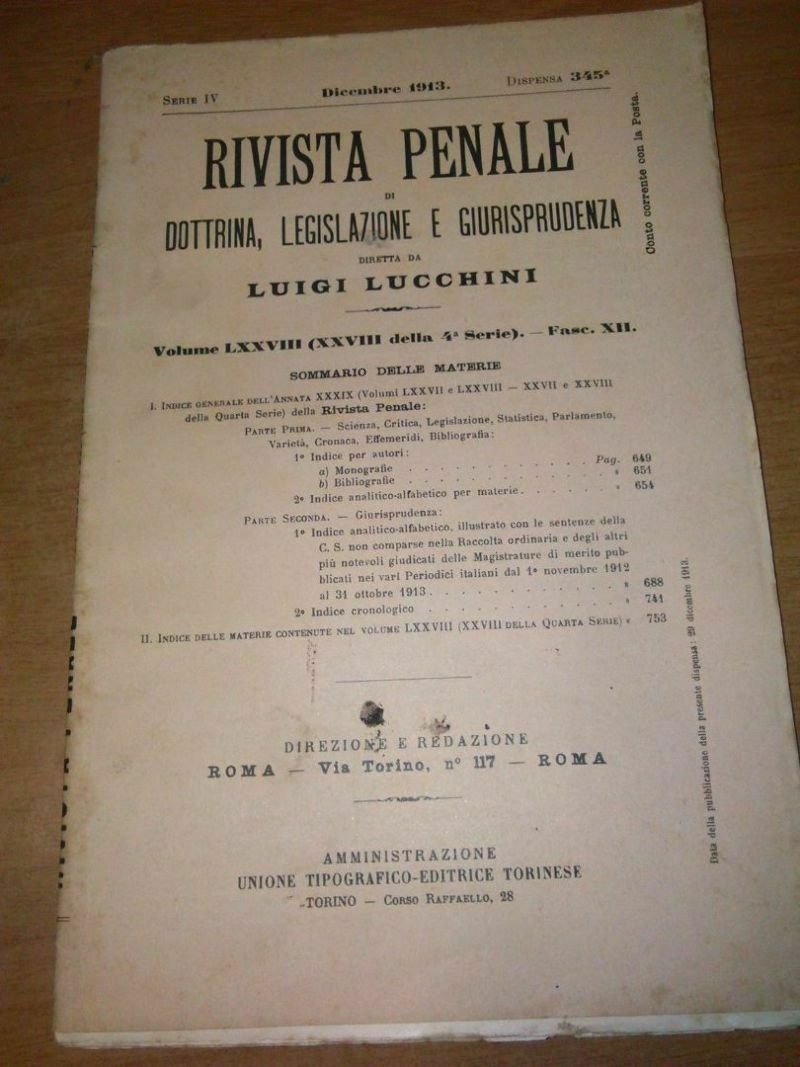 SERIE IV Dicembre 1913. DISPENSA 345ª
RIVISTA PENALE
DI
DOTTRINA, LEGISLAZIONE E GIURISPRUDENZA
DIRETTA DA
LUIGI LUCCHINI
Volume LXXVIII (XXVIII della 4ª Serie). — Fasc. XII.
SOMMARIO DELLE MATERIE
I. INDICE GENERALE DELL'ANNATA XXXIX (Volumi LXXVII e LXXVIII — XXVII e XXVIII
della Quarta Serie) della Rivista Penale:
PARTE PRIMA. — Scienza, Critica, Legislazione, Statistica, Parlamento,
Varietà, Cronaca, Effemeridi, Bibliografia:
1º Indice per autori:
a) Monografie . . . . . . . . . . . Pag. 649
b) Bibliografie . . . . . . . . . . . » 651
2º Indice analitico-alfabetico per materie . . . . . . » 654
PARTE SECONDA. — Giurisprudenza:
1º Indice analitico-alfabetico, illustrato con le sentenze della
C. S. non comparse nella Raccolta ordinaria e degli altri
più notevoli giudicati delle Magistrature di merito pub-
blicati nei vari Periodici italiani dal 1º novembre 1912
al 31 ottobre 1913 . . . . . . . . . . » 688
2º Indice cronologico . . . . . . . . . . » 741
II. INDICE DELLE MATERIE CONTENUTE NEL VOLUME LXXVIII (XXVIII DELLA QUARTA SERIE) » 753
DIREZIONE E REDAZIONE
ROMA — Via Torino, nº 117 — ROMA
AMMINISTRAZIONE
UNIONE TIPOGRAFICO-EDITRICE TORINESE
TORINO — CORSO RAFFAELLO, 28
Conto corrente con la Posta.
Data della pubblicazione della presente dispensa: 29 dicembre 1913.